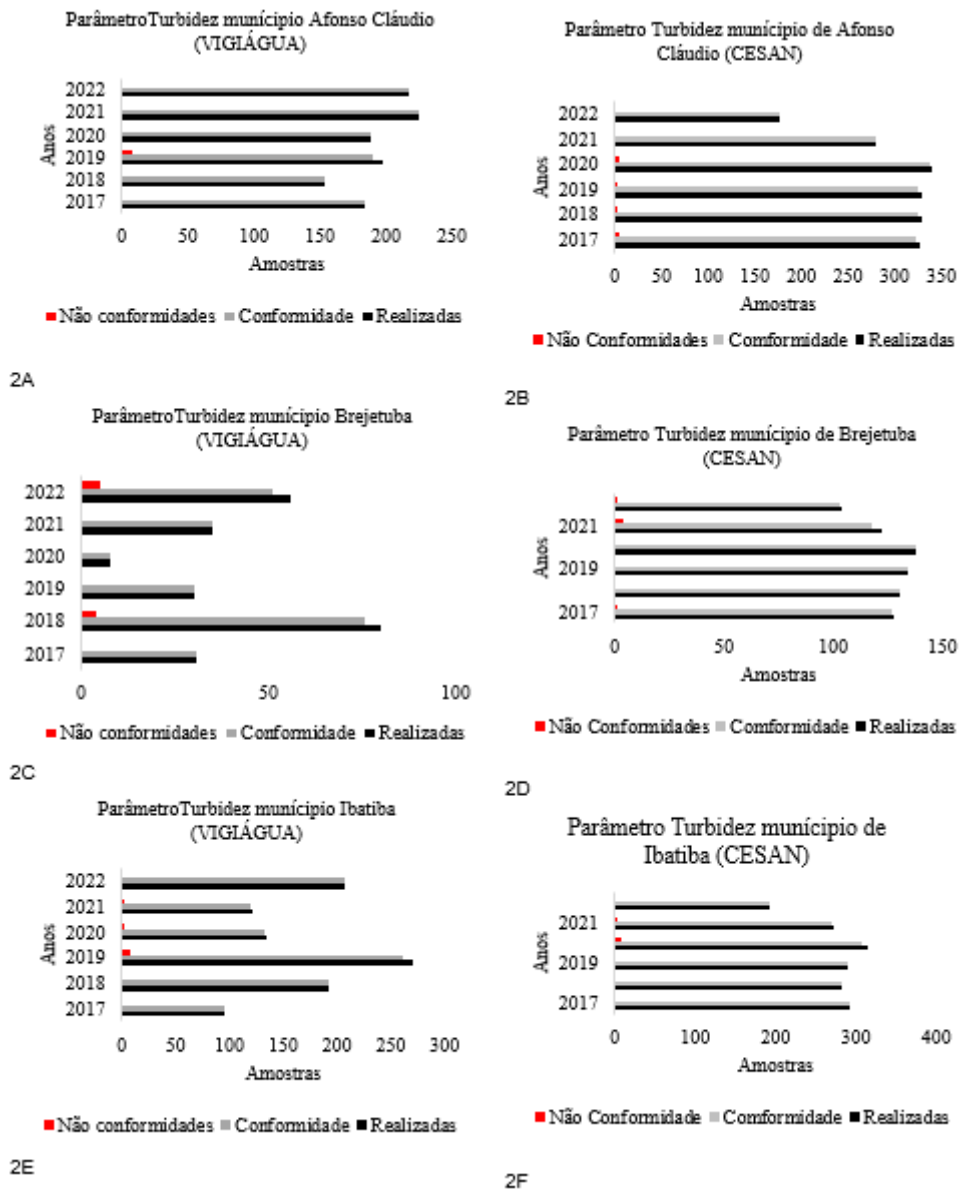 ParâmetroTurbidez munícipio Afonso Cláudio
(VIGIÁGUA)
Anos
2022
2021
2020
2019
2018
2017
0 50 100 150 200 250
Amostras
Não conformidades Conformidade Realizadas
2A
Parâmetro Turbidez munícipio de Afonso
Cláudio (CESAN)
Anos
2022
2021
2020
2019
2018
2017
0 50 100 150 200 250 300 350
Amostras
Não Conformidades Comformidade Realizadas
2B
ParâmetroTurbidez munícipio Brejetuba
(VIGIÁGUA)
Anos
2022
2021
2020
2019
2018
2017
0 50 100
Não conformidades Conformidade Realizadas
2C
Parâmetro Turbidez munícipio de Brejetuba
(CESAN)
Anos
2021
2019
2017
0 50 100 150
Amostras
Não Conformidades Comformidade Realizadas
2D
ParâmetroTurbidez munícipio Ibatiba
(VIGIÁGUA)
Anos
2022
2021
2020
2019
2018
2017
0 50 100 150 200 250 300
Amostras
Não conformidades Conformidade Realizadas
2E
Parâmetro Turbidez munícipio de
Ibatiba (CESAN)
Anos
2021
2019
2017
0 100 200 300 400
Amostras
Não Conformidade Comformidade Realizadas
2F